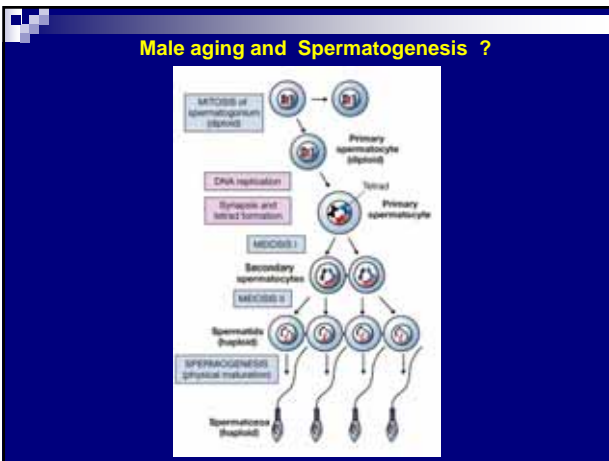 Male aging and Spermatogenesis ?
MITOSIS of
spermatogonium
(diploid)
Primary
spermatocyte
(diploid)
DNA replication
Synapsis and
tetrad formation
Tetrad
Primary
spermatocyte
MEIOSIS I
Secondary
spermatocytes
MEIOSIS II
Spermatids
(haploid)
SPERMIOGENESIS
(physical maturation)
Spermatozoa
(haploid)